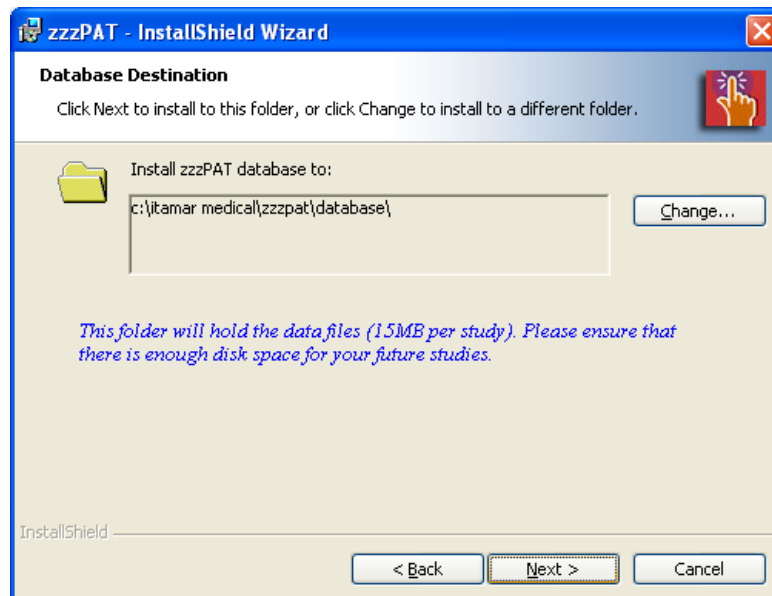 zzzPAT - InstallShield Wizard
Database Destination
Click Next to install to this folder, or click Change to install to a different folder.
Install zzzPAT database to:
c:\itamar medical\zzzpat\database\
Change...
This folder will hold the data files (15MB per study). Please ensure that
there is enough disk space for your future studies.
InstallShield
< Back
Next >
Cancel